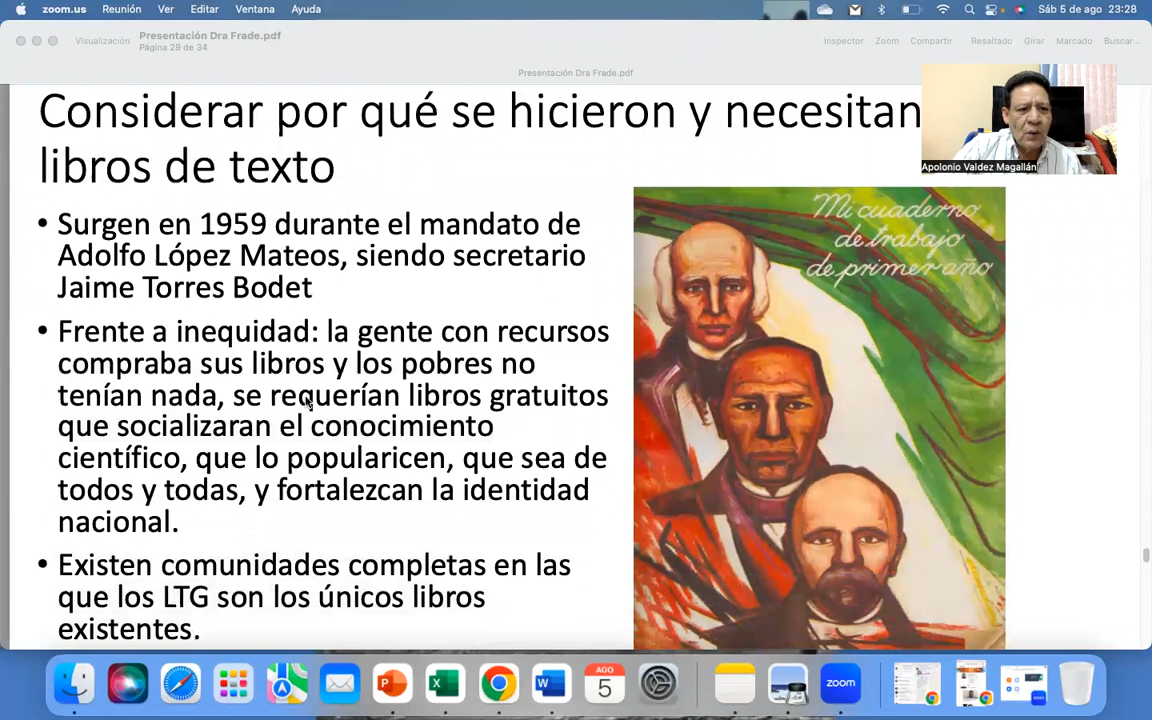 zoom.us Reunión Ver Editar Ventana Ayuda
Sáb 5 de ago 23:28
Visualización
Presentación Dra Frade.pdf
Página 29 de 34
Inspector Zoom Compartir Resaltado Girar Marcado Buscar...
Presentación Dra Frade.pdf
Considerar por qué se hicieron y necesitan
libros de texto
Apolonio Valdez Magallán
• Surgen en 1959 durante el mandato de
Adolfo López Mateos, siendo secretario
Jaime Torres Bodet
• Frente a inequidad: la gente con recursos
compraba sus libros y los pobres no
tenían nada, se requerían libros gratuitos
que socializaran el conocimiento
científico, que lo popularicen, que sea de
todos y todas, y fortalezcan la identidad
nacional.
• Existen comunidades completas en las
que los LTG son los únicos libros
existentes.
Mi cuaderno
de trabajo
de primer año
AGO
5
zoom